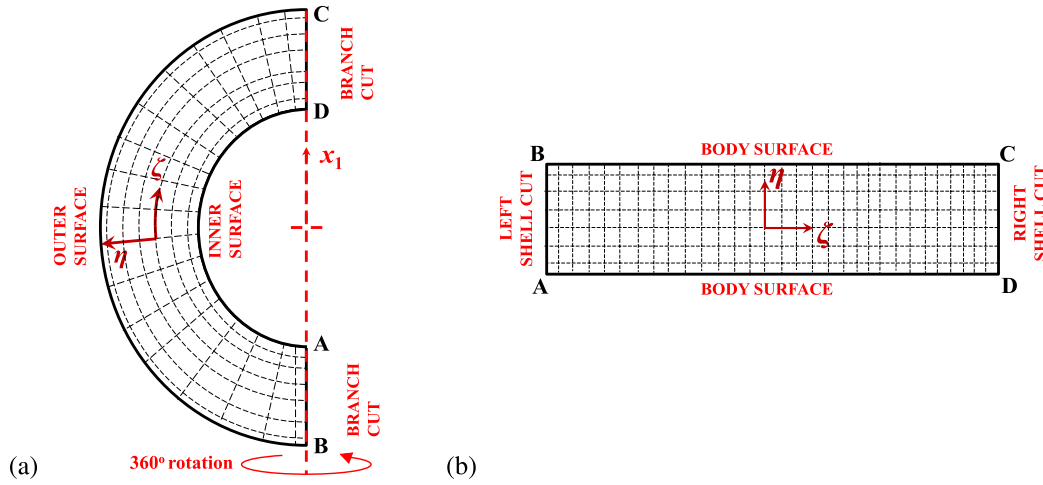 C
BRANCH
CUT
D
x1
ζ
OUTER
SURFACE
INNER
SURFACE
η
A
BRANCH
CUT
B
360o rotation
(a)
BODY SURFACE
B
C
η
LEFT
SHELL CUT
RIGHT
SHELL CUT
ζ
A
D
BODY SURFACE
(b)